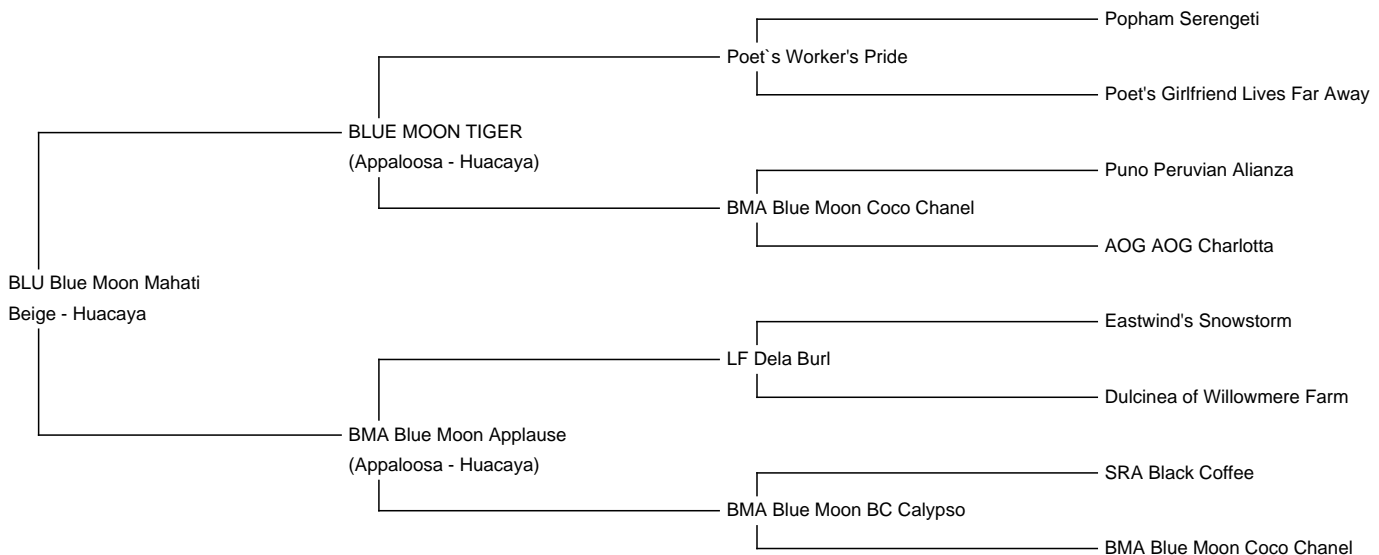 Popham Serengeti
Poet`s Worker's Pride
Poet's Girlfriend Lives Far Away
BLUE MOON TIGER
(Appaloosa - Huacaya)
Puno Peruvian Alianza
BMA Blue Moon Coco Chanel
AOG AOG Charlotta
BLU Blue Moon Mahati
Beige - Huacaya
Eastwind's Snowstorm
LF Dela Burl
Dulcinea of Willowmere Farm
BMA Blue Moon Applause
(Appaloosa - Huacaya)
SRA Black Coffee
BMA Blue Moon BC Calypso
BMA Blue Moon Coco Chanel